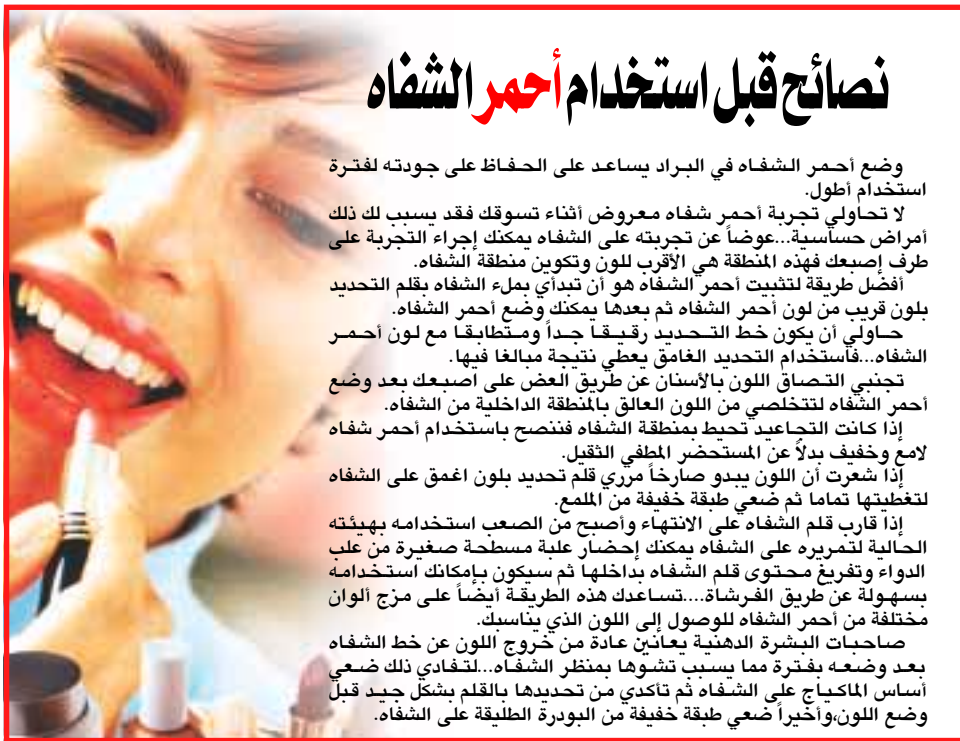 نصائح قبل استخدام أحمر الشفاه
وضع أحمر الشفاه في البراد يساعد على الحفاظ على جودته لفترة
استخدام أطول.
لا تحاولي تجربة أحمر شفاه معروض أثناء تسوقك فقد يسبب لك ذلك
أمراض حساسية...عوضاً عن تجربته على الشفاه يمكنك إجراء التجربة على
طرف إصبعك فهذه المنطقة هي الأقرب للون وتكوين منطقة الشفاه.
أفضل طريقة لتثبيت أحمر الشفاه هو أن تبدأي بملء الشفاه بقلم التحديد
بلون قريب من لون أحمر الشفاه ثم بعدها يمكنك وضع أحمر الشفاه.
حاولي أن يكون خط التحديد رقيقاً جداً ومتطابقا مع لون أحمر
الشفاه...فاستخدام التحديد الغامق يعطي نتيجة مبالغا فيها.
تجنبي التصاق اللون بالأسنان عن طريق العض على اصبعك بعد وضع
أحمر الشفاه لتتخلصي من اللون العالق بالمنطقة الداخلية من الشفاه.
إذا كانت التجاعيد تحيط بمنطقة الشفاه فننصح باستخدام أحمر شفاه
لامع وخفيف بدلاً عن المستحضر المطفي الثقيل.
إذا شعرت أن اللون يبدو صارخاً مرري قلم تحديد بلون اغمق على الشفاه
لتغطيتها تماما ثم ضعي طبقة خفيفة من الملمع.
إذا قارب قلم الشفاه على الانتهاء وأصبح من الصعب استخدامه بهيئته
الحالية لتمريره على الشفاه يمكنك إحضار علبة مسطحة صغيرة من علب
الدواء وتفريغ محتوى قلم الشفاه بداخلها ثم سيكون بإمكانك استخدامه
بسهولة عن طريق الفرشاة....تساعدك هذه الطريقة أيضاً على مزج ألوان
مختلفة من أحمر الشفاه للوصول إلى اللون الذي يناسبك.
صاحبات البشرة الدهنية يعانين عادة من خروج اللون عن خط الشفاه
بعد وضعه بفترة مما يسبب تشوها بمنظر الشفاه...لتفادي ذلك ضعي
أساس الماكياج على الشفاه ثم تأكدي من تحديدها بالقلم بشكل جيد قبل
وضع اللون،وأخيراً ضعي طبقة خفيفة من البودرة الطليقة على الشفاه.